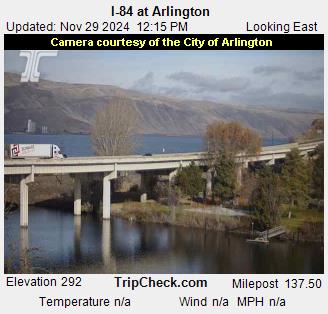 I-84 at Arlington
Updated: Nov 29 2024 12:15 PM Looking East
Camera courtesy of the City of Arlington
Elevation 292 TripCheck.com Milepost 137.50
Temperature n/a Wind n/a MPH n/a